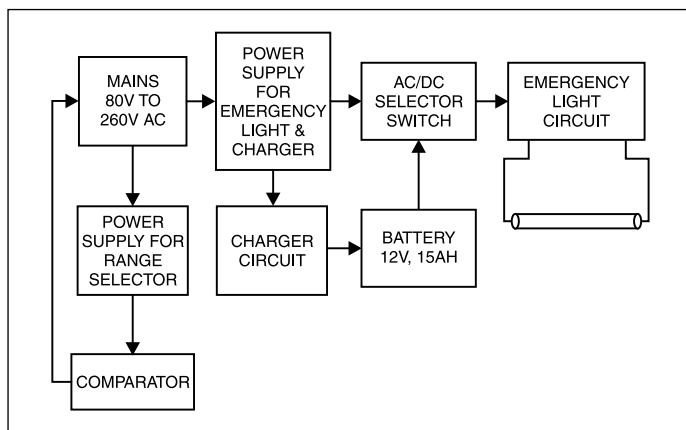 MAINS
80V TO
260V AC
POWER
SUPPLY
FOR
EMERGENCY
LIGHT &
CHARGER
AC/DC
SELECTOR
SWITCH
EMERGENCY
LIGHT
CIRCUIT
POWER
SUPPLY FOR
RANGE
SELECTOR
CHARGER
CIRCUIT
BATTERY
12V, 15AH
COMPARATOR